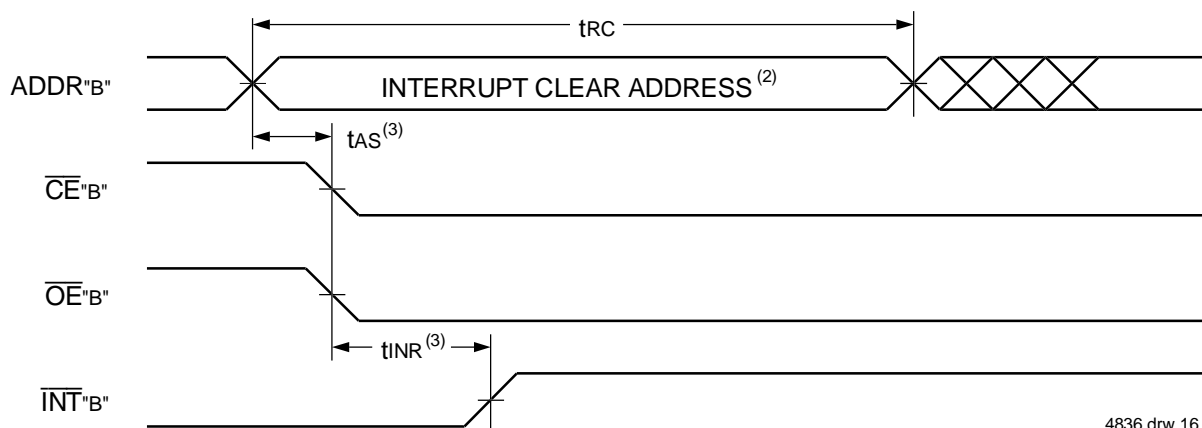 tRC
ADDR"B"
INTERRUPT CLEAR ADDRESS (2)
tAS(3)
CE"B"
OE"B"
tINR(3)
INT"B"
4836 drw 16